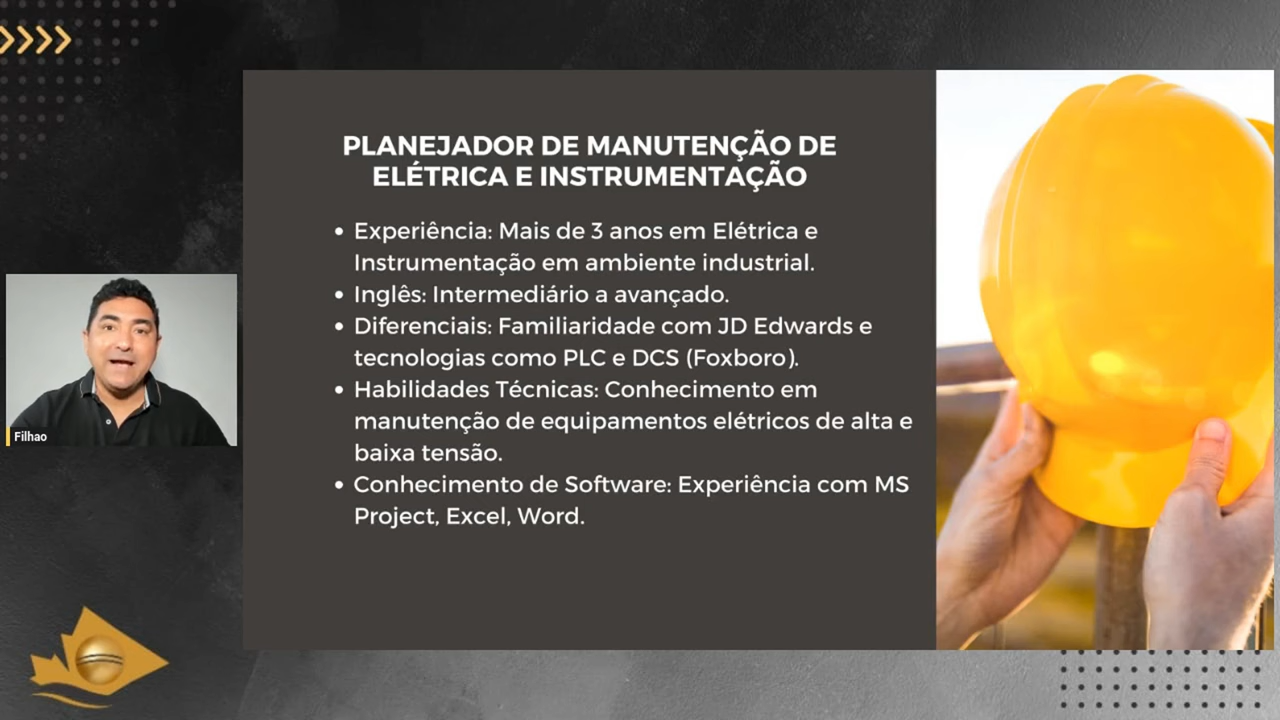 PLANEJADOR DE MANUTENÇÃO DE
ELÉTRICA E INSTRUMENTAÇÃO
• Experiência: Mais de 3 anos em Elétrica e
Instrumentação em ambiente industrial.
• Inglês: Intermediário a avançado.
• Diferenciais: Familiaridade com JD Edwards e
tecnologias como PLC e DCS (Foxboro).
• Habilidades Técnicas: Conhecimento em
manutenção de equipamentos elétricos de alta e
baixa tensão.
• Conhecimento de Software: Experiência com MS
Project, Excel, Word.
Filhao